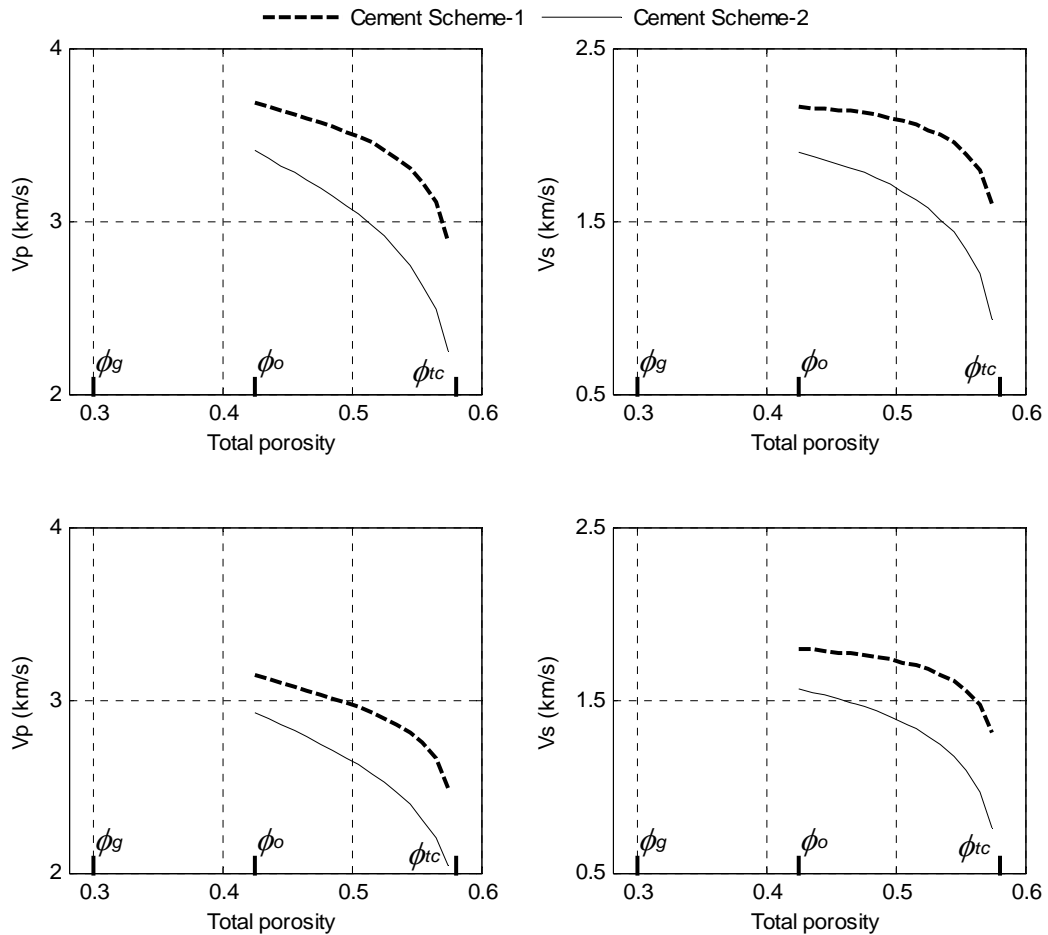 Cement Scheme-1 Cement Scheme-2
4
3
2
Vp (km/s)
ϕg ϕo ϕtc
0.3 0.4 0.5 0.6
Total porosity
2.5
1.5
0.5
Vs (km/s)
ϕg ϕo ϕtc
0.3 0.4 0.5 0.6
Total porosity
4
3
2
Vp (km/s)
ϕg ϕo ϕtc
0.3 0.4 0.5 0.6
Total porosity
2.5
1.5
0.5
Vs (km/s)
ϕg ϕo ϕtc
0.3 0.4 0.5 0.6
Total porosity